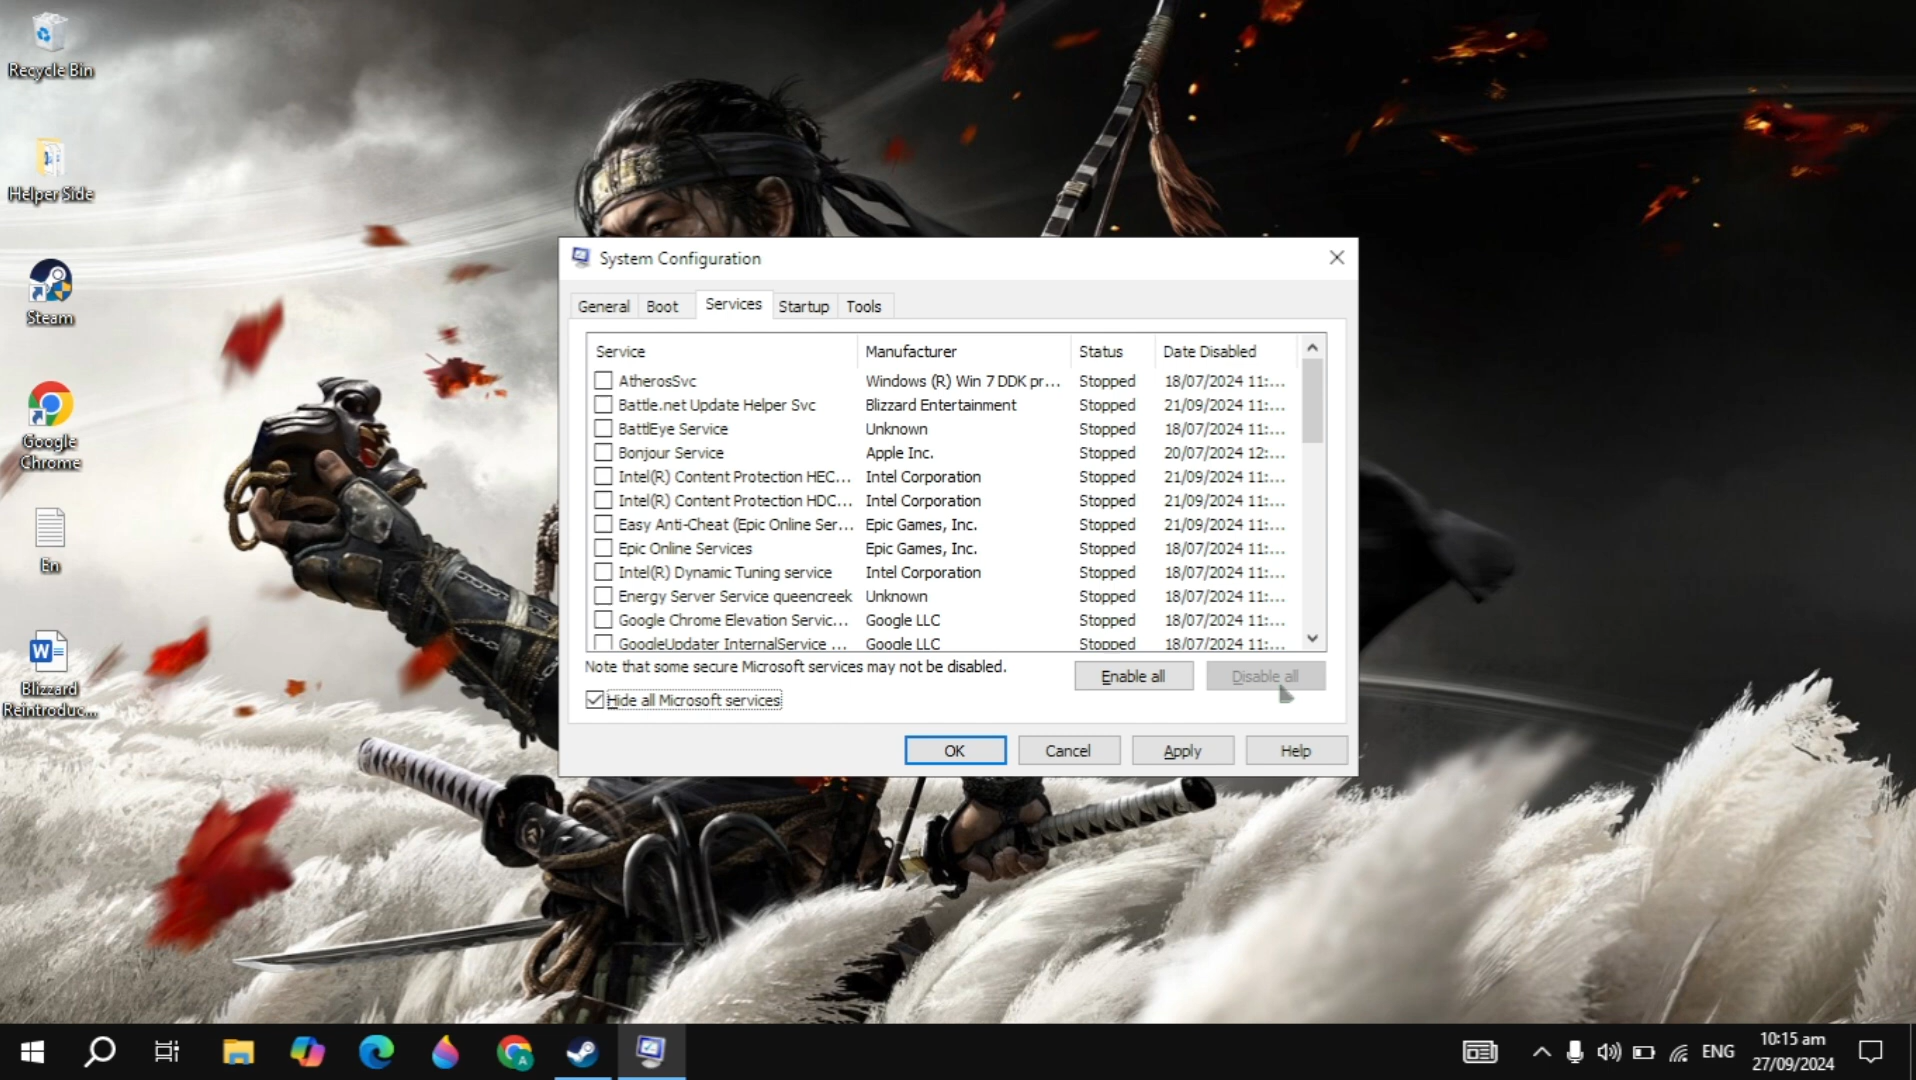 Recycle Bin
Helper Side
Steam
Google
Chrome
En
Blizzard
Reintroduc...
System Configuration
General Boot Services Startup Tools
Service Manufacturer Status Date Disabled
AtherosSvc Windows (R) Win 7 DDK pr... Stopped 18/07/2024 11:...
Battle.net Update Helper Svc Blizzard Entertainment Stopped 21/09/2024 11:...
BattlEye Service Unknown Stopped 18/07/2024 11:...
Bonjour Service Apple Inc. Stopped 20/07/2024 12:...
Intel(R) Content Protection HEC... Intel Corporation Stopped 21/09/2024 11:...
Intel(R) Content Protection HDC... Intel Corporation Stopped 21/09/2024 11:...
Easy Anti-Cheat (Epic Online Ser... Epic Games, Inc. Stopped 21/09/2024 11:...
Epic Online Services Epic Games, Inc. Stopped 18/07/2024 11:...
Intel(R) Dynamic Tuning service Intel Corporation Stopped 18/07/2024 11:...
Energy Server Service queencreek Unknown Stopped 18/07/2024 11:...
Google Chrome Elevation Servic... Google LLC Stopped 18/07/2024 11:...
GoogleUpdater InternalService ... Google LLC Stopped 18/07/2024 11:...
Note that some secure Microsoft services may not be disabled.
Enable all Disable all
Hide all Microsoft services
OK Cancel Apply Help
A
W
ENG
10:15 am
27/09/2024